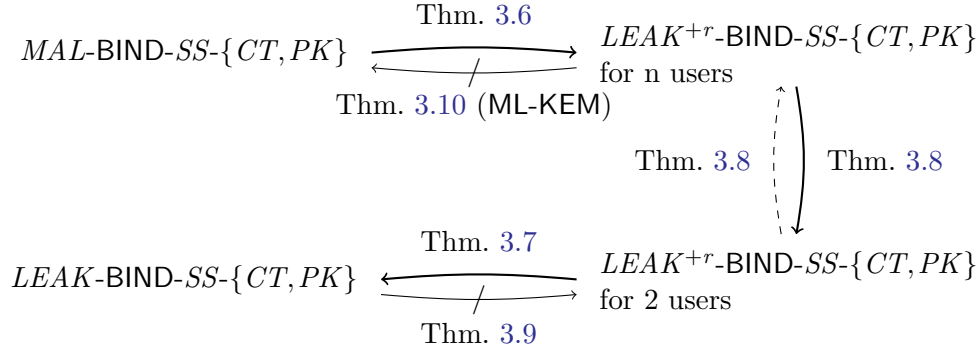 Thm. 3.6
MAL-BIND-SS-{CT, PK}
LEAK⁺ʳ-BIND-SS-{CT, PK}
for n users
Thm. 3.10 (ML-KEM)
Thm. 3.8
Thm. 3.8
Thm. 3.7
LEAK-BIND-SS-{CT, PK}
LEAK⁺ʳ-BIND-SS-{CT, PK}
for 2 users
Thm. 3.9